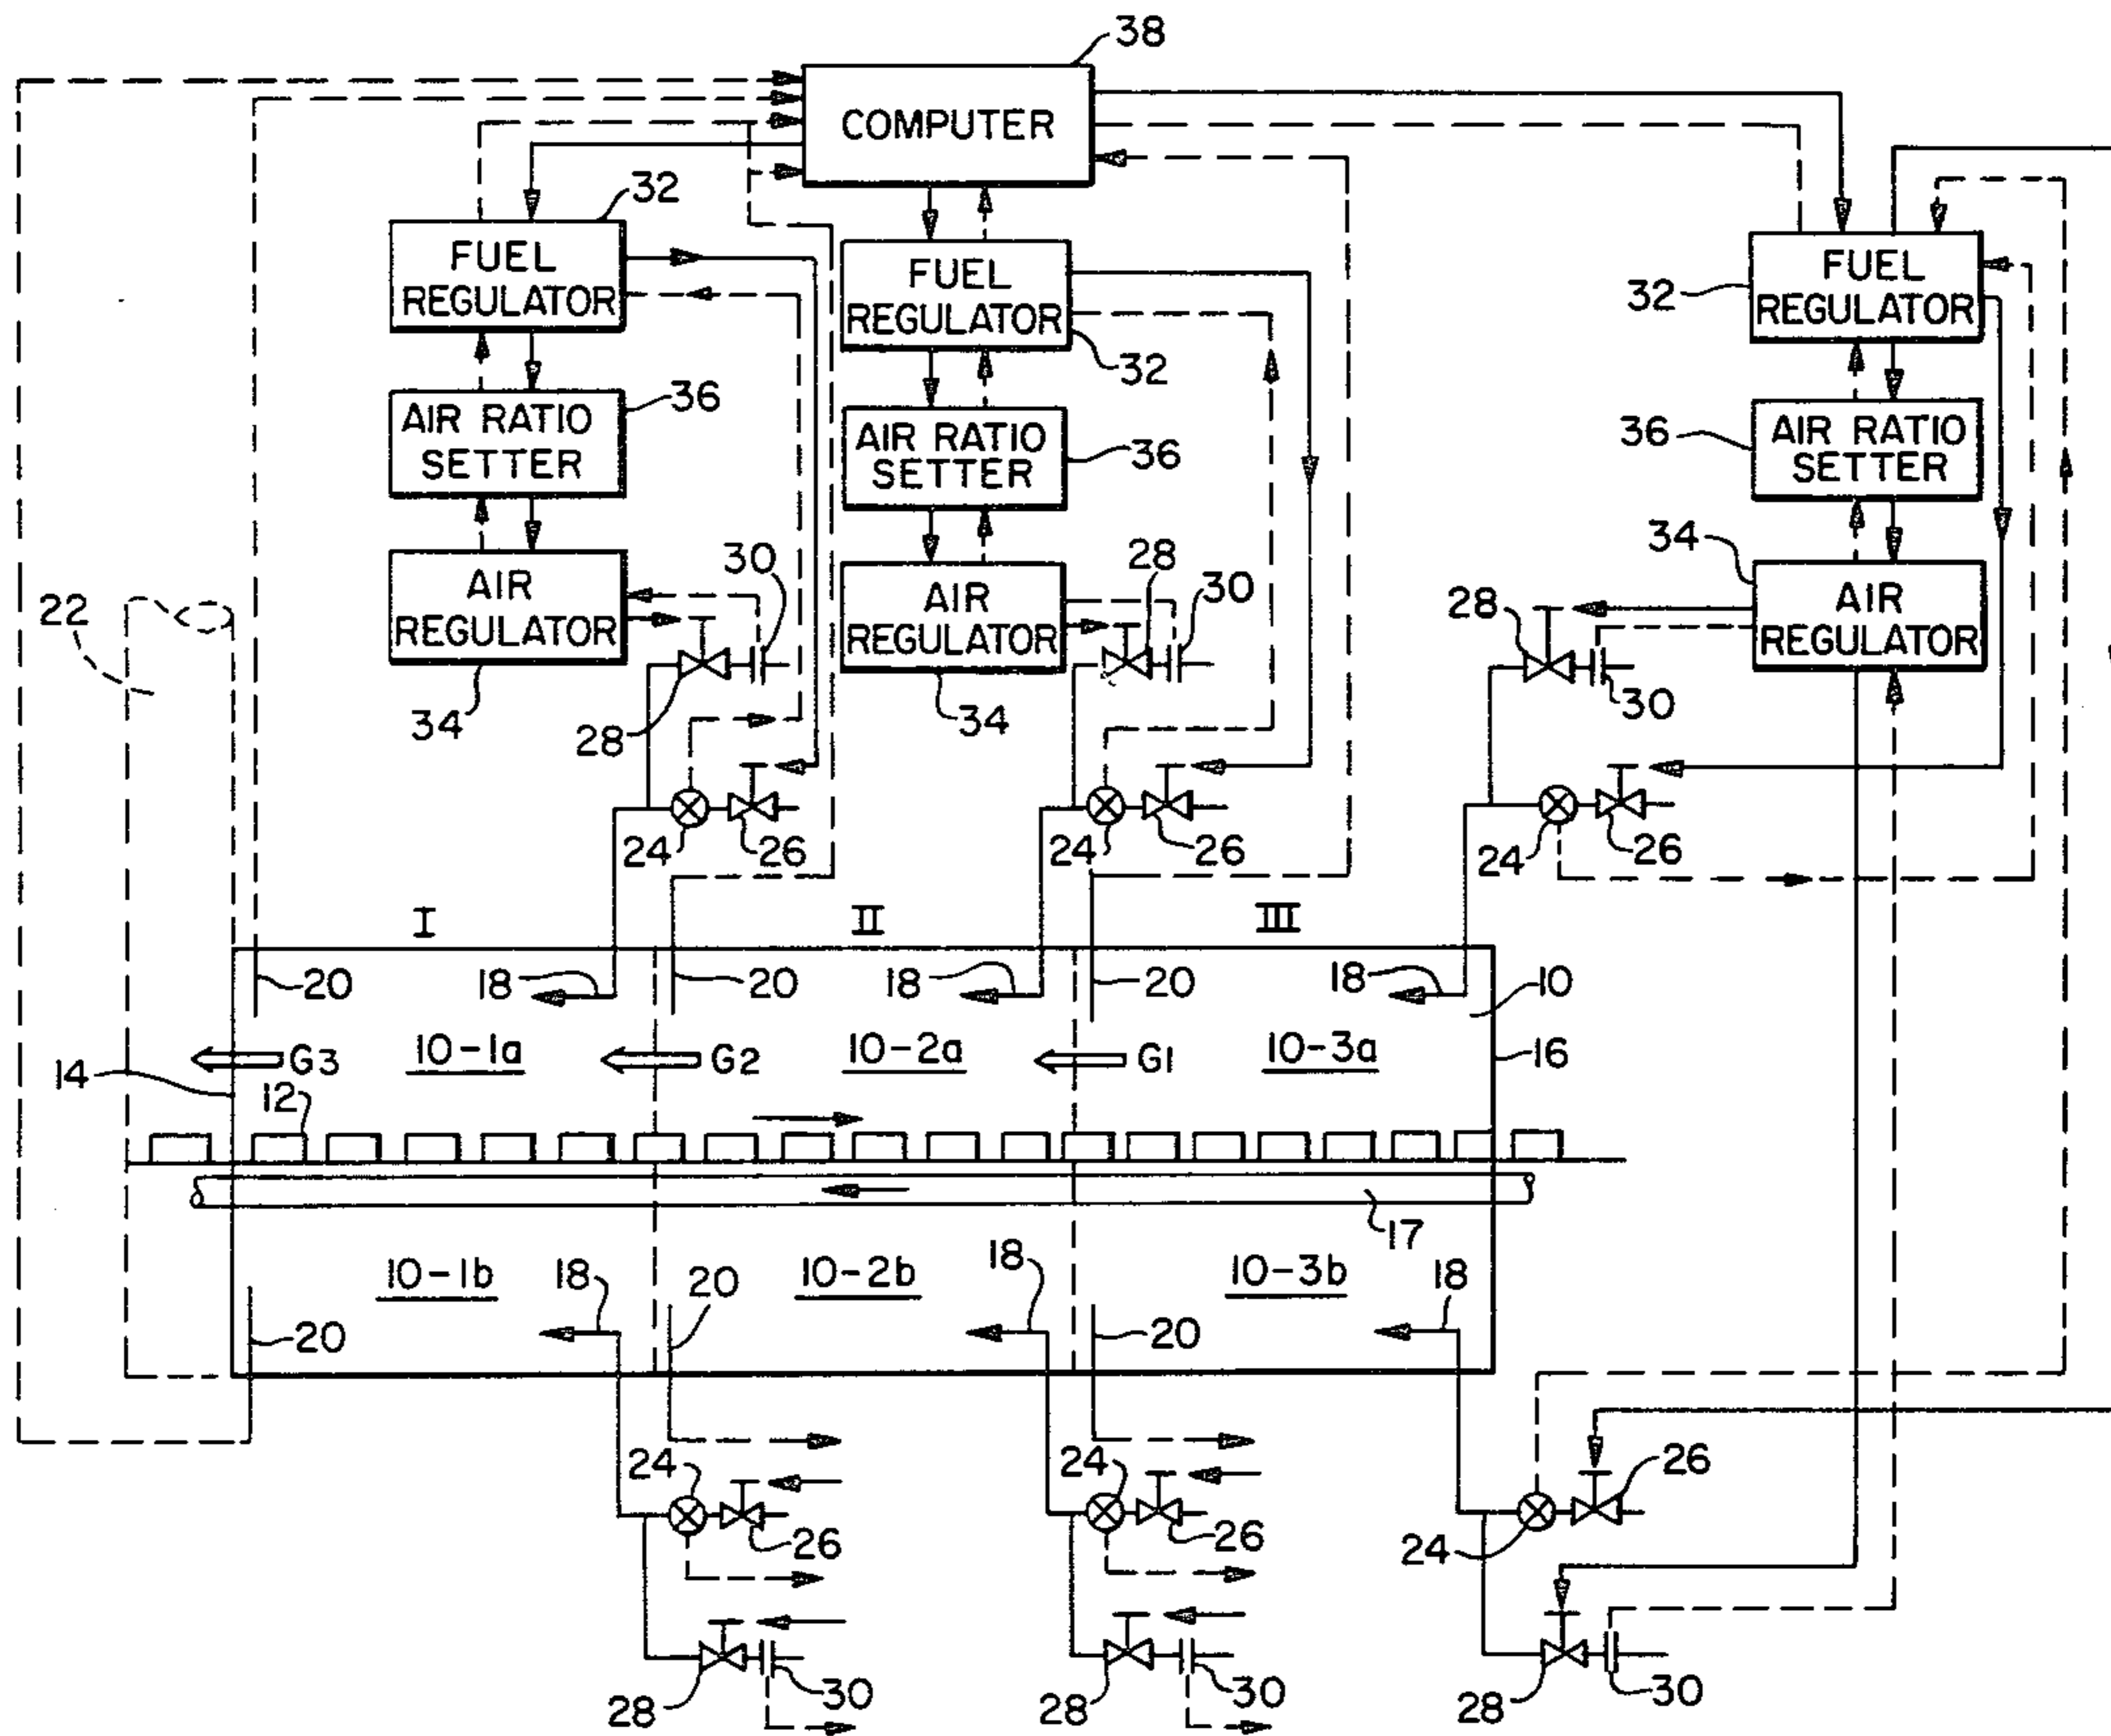 38
COMPUTER
32
FUEL
REGULATOR
FUEL
REGULATOR
32
32
FUEL
REGULATOR
36
AIR RATIO
SETTER
AIR RATIO
SETTER
36
36
AIR RATIO
SETTER
34
AIR
REGULATOR
30
28
AIR
REGULATOR
28
30
28
AIR
REGULATOR
22
34
28
34
30
24
26
24
26
24
26
I
II
III
20
18
20
18
20
18
10
G3
10-1a
G2
10-2a
G1
10-3a
16
14
12
17
10-1b
18
20
10-2b
18
10-3b
18
20
20
24
26
24
26
24
26
28
30
28
30
28
30